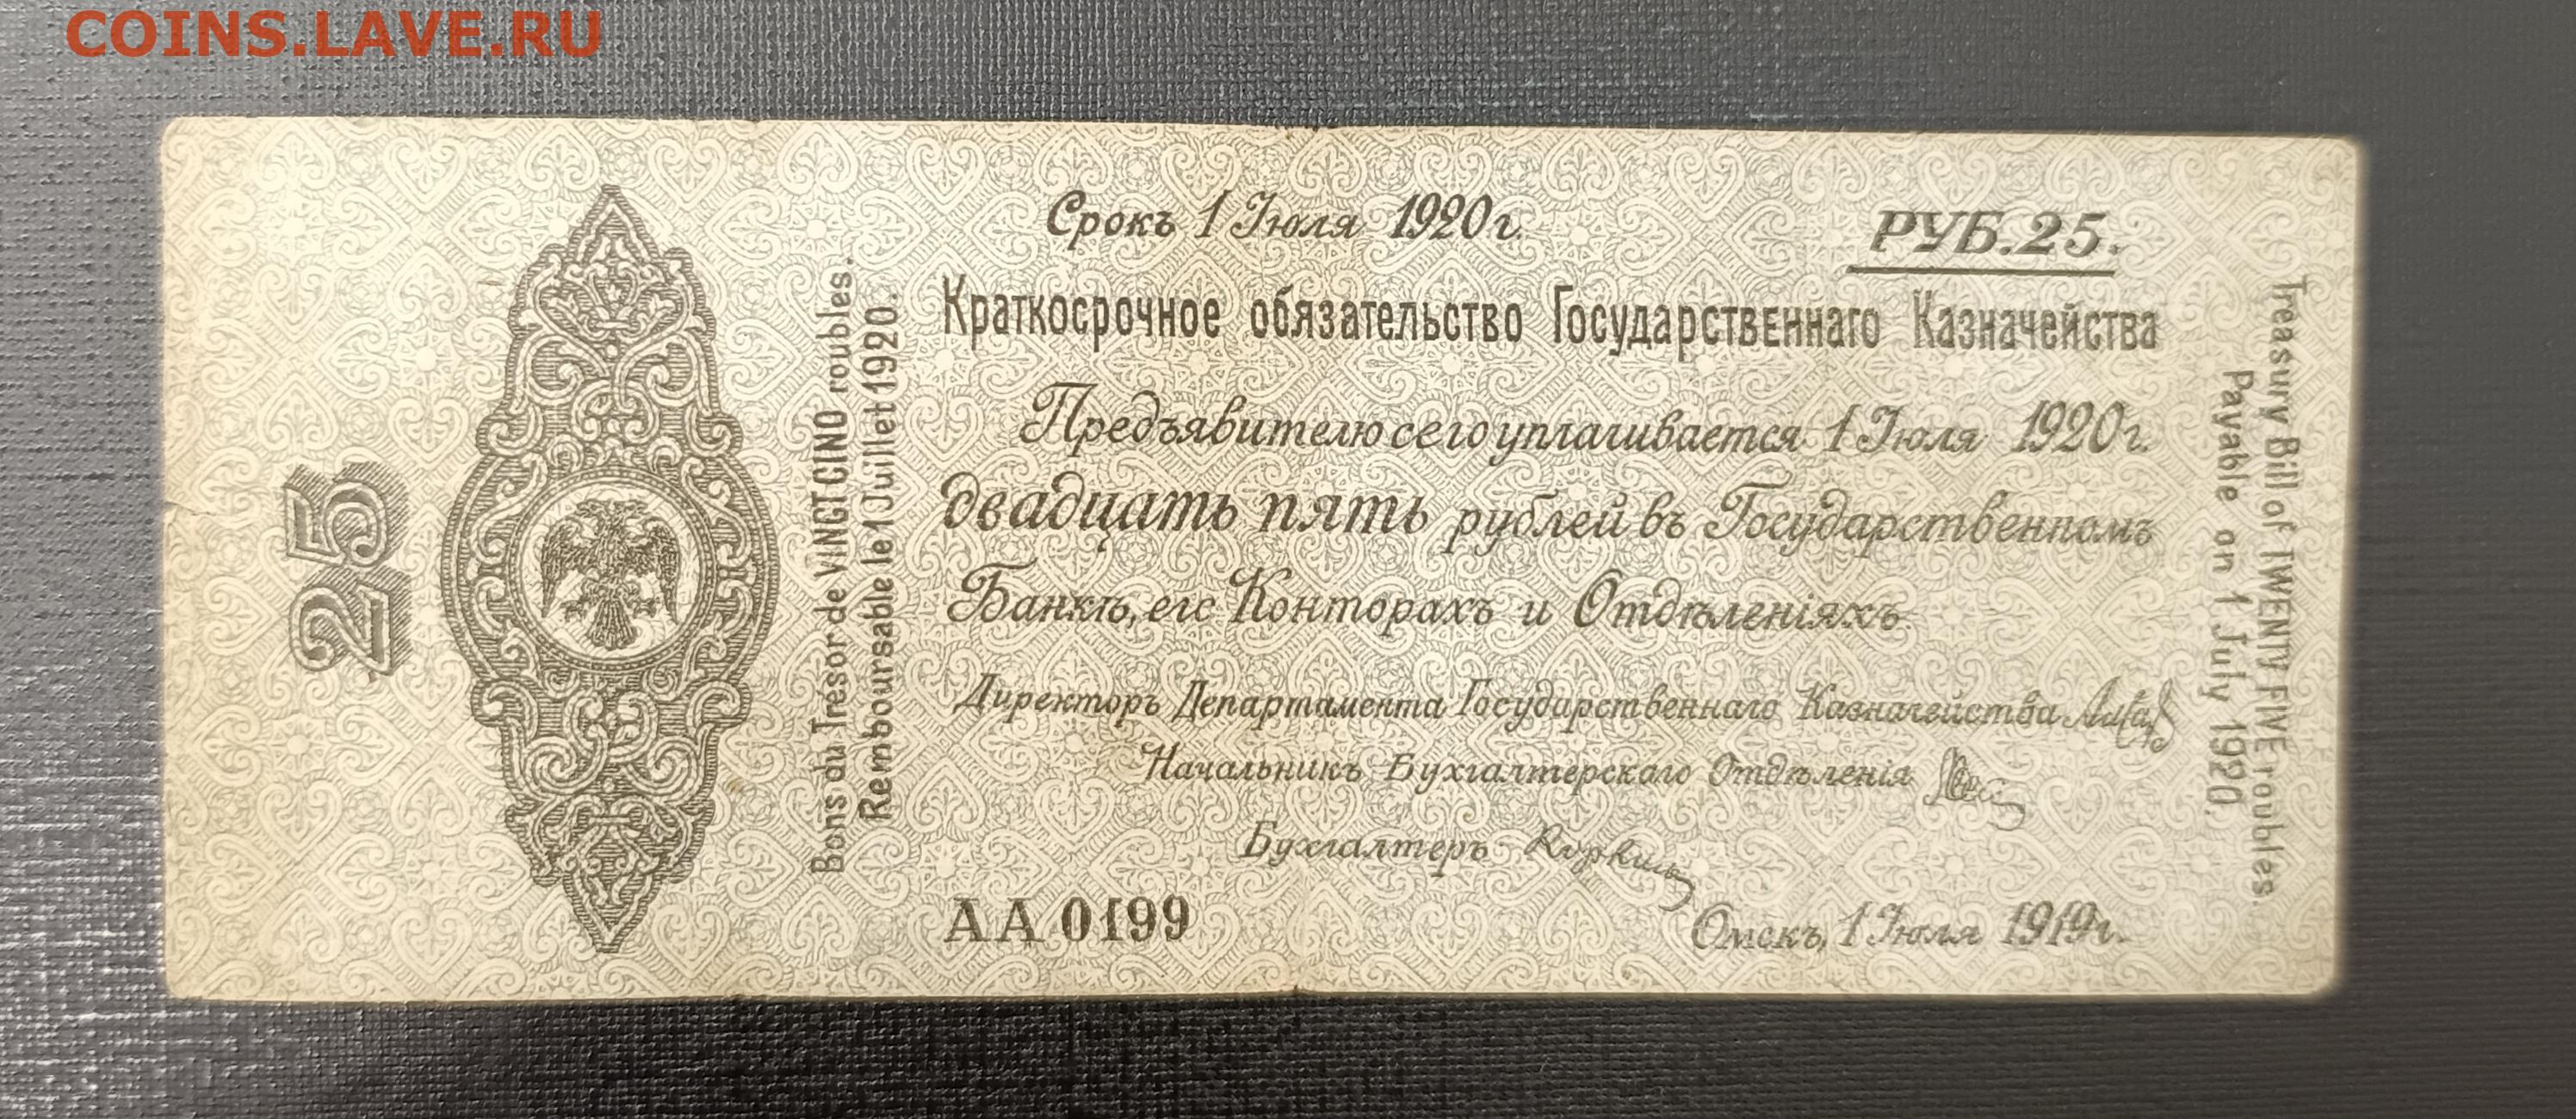 COINS.LAVE.RU
25
Bons du Trésor de VINGT CINQ roubles.
Remboursable le 1 Juillet 1920.
Срокъ 1 Іюля 1920 г.
РУБ. 25.
Краткосрочное обязательство Государственнаго Казначейства
Предъявителю сего уплачивается 1 Іюля 1920 г.
двадцать пять рублей въ Государственномъ
Банкѣ, его Конторахъ и Отдѣленіяхъ
Директоръ Департамента Государственнаго Казначейства
Начальникъ Бухгалтерскаго Отдѣленія
Бухгалтеръ
АА 0199
Омскъ, 1 Іюля 1919 г.
Treasury Bill of TWENTY FIVE roubles.
Payable on 1 July 1920.